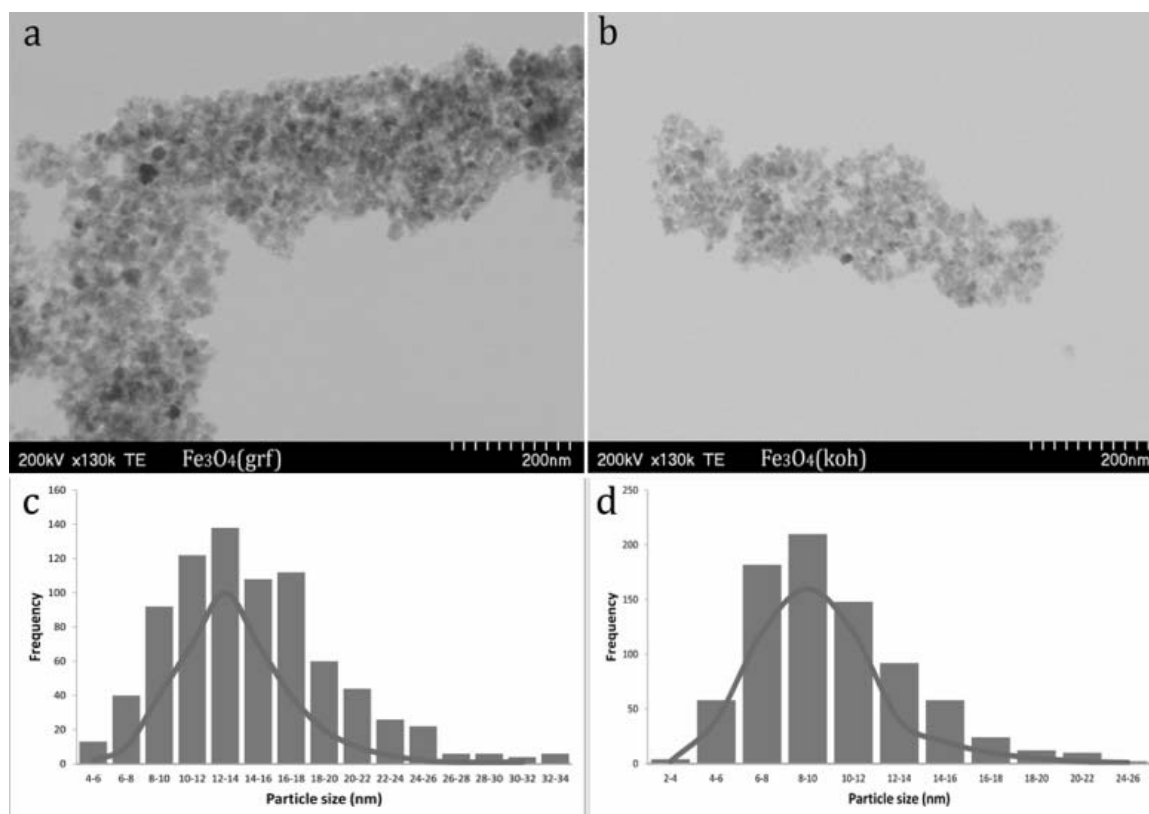 a
200kV x130k TE Fe3O4(grf) 200nm
b
200kV x130k TE Fe3O4(koh) 200nm
c
160
140
120
100
80
60
40
20
0
Frequency
4-6 6-8 8-10 10-12 12-14 14-16 16-18 18-20 20-22 22-24 24-26 26-28 28-30 30-32 32-34
Particle size (nm)
d
250
200
150
100
50
0
Frequency
2-4 4-6 6-8 8-10 10-12 12-14 14-16 16-18 18-20 20-22 24-26
Particle size (nm)